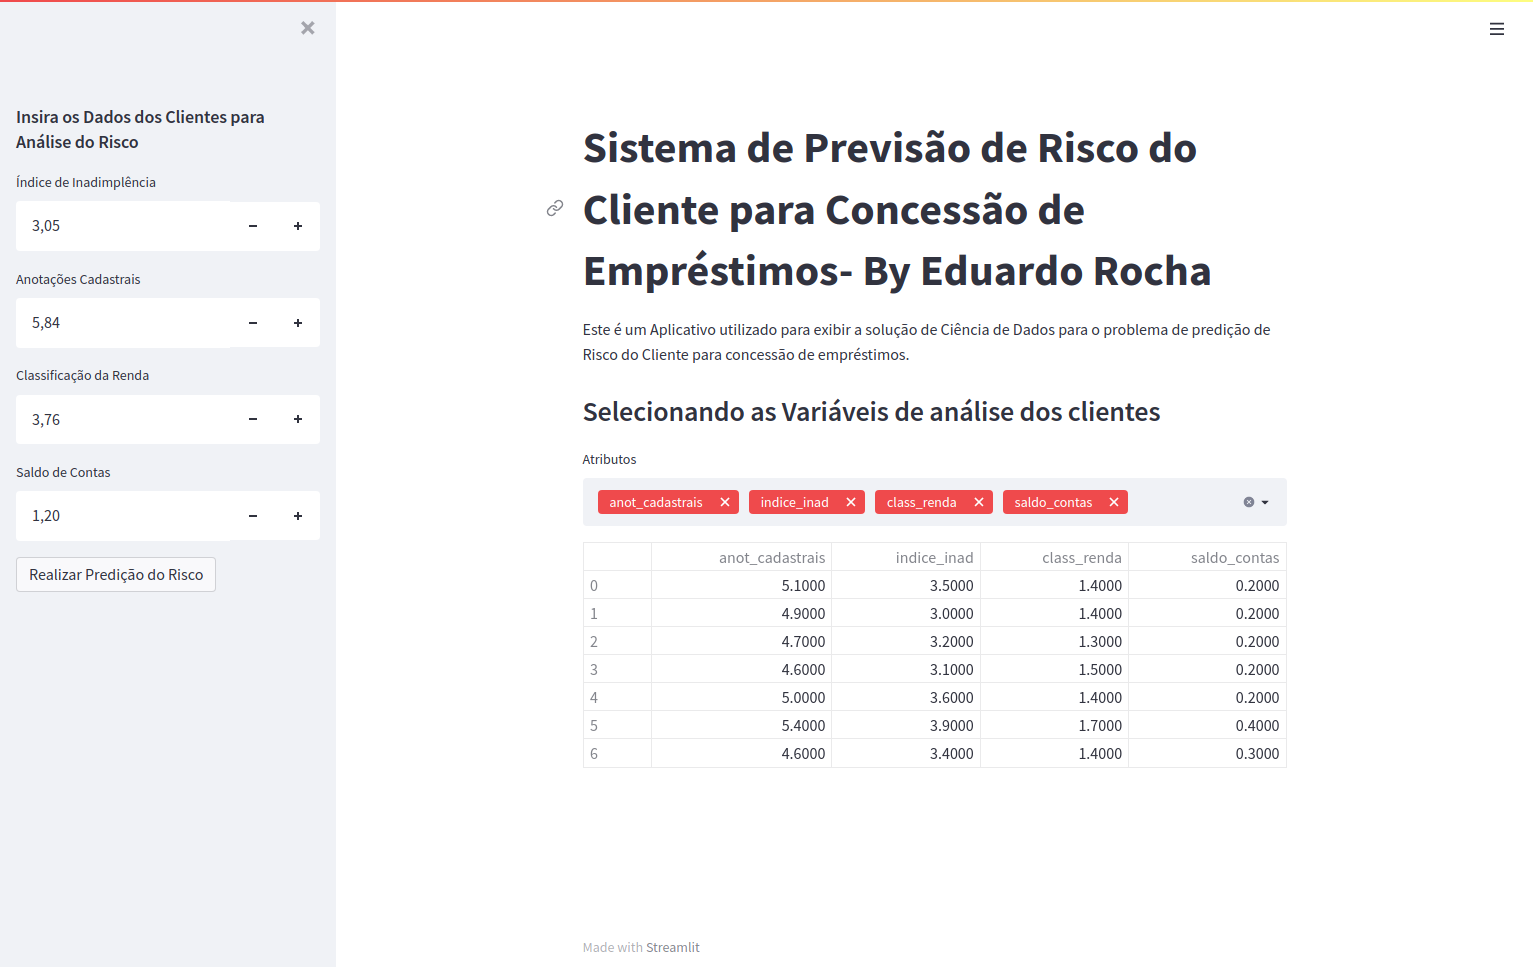 Insira os Dados dos Clientes para
Análise do Risco
Índice de Inadimplência
3,05
Anotações Cadastrais
5,84
Classificação da Renda
3,76
Saldo de Contas
1,20
Realizar Predição do Risco
Sistema de Previsão de Risco do
Cliente para Concessão de
Empréstimos- By Eduardo Rocha
Este é um Aplicativo utilizado para exibir a solução de Ciência de Dados para o problema de predição de
Risco do Cliente para concessão de empréstimos.
Selecionando as Variáveis de análise dos clientes
Atributos
anot_cadastrais indice_inad class_renda saldo_contas
anot_cadastrais indice_inad class_renda saldo_contas
0 5.1000 3.5000 1.4000 0.2000
1 4.9000 3.0000 1.4000 0.2000
2 4.7000 3.2000 1.3000 0.2000
3 4.6000 3.1000 1.5000 0.2000
4 5.0000 3.6000 1.4000 0.2000
5 5.4000 3.9000 1.7000 0.4000
6 4.6000 3.4000 1.4000 0.3000
Made with Streamlit